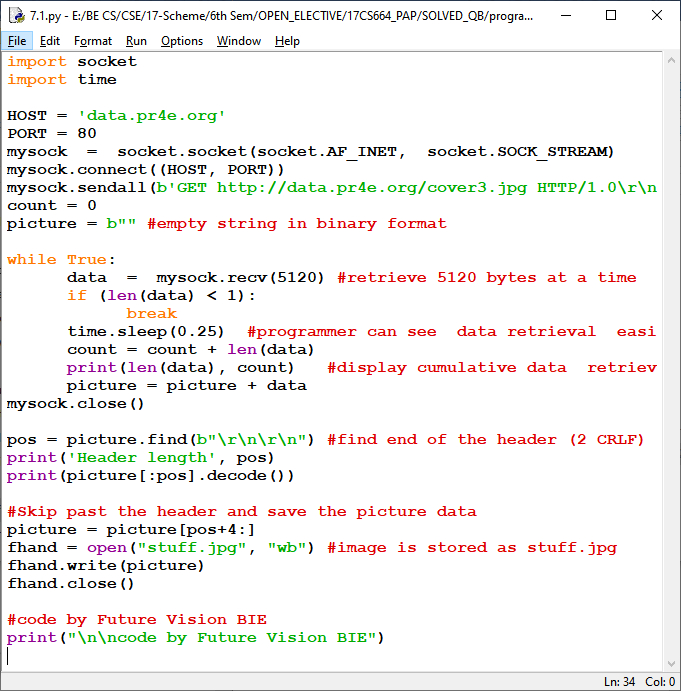 7.1.py - E:/BE CS/CSE/17-Scheme/6th Sem/OPEN_ELECTIVE/17CS664_PAP/SOLVED_QB/progra...
File Edit Format Run Options Window Help
import socket
import time

HOST = 'data.pr4e.org'
PORT = 80
mysock  =  socket.socket(socket.AF_INET,  socket.SOCK_STREAM)
mysock.connect((HOST, PORT))
mysock.sendall(b'GET http://data.pr4e.org/cover3.jpg HTTP/1.0\r\n
count = 0
picture = b"" #empty string in binary format

while True:
      data  =  mysock.recv(5120) #retrieve 5120 bytes at a time
      if (len(data) < 1):
            break
      time.sleep(0.25)  #programmer can see  data retrieval  easi
      count = count + len(data)
      print(len(data), count)   #display cumulative data  retriev
      picture = picture + data
mysock.close()

pos = picture.find(b"\r\n\r\n") #find end of the header (2 CRLF)
print('Header length', pos)
print(picture[:pos].decode())

#Skip past the header and save the picture data
picture = picture[pos+4:]
fhand = open("stuff.jpg", "wb") #image is stored as stuff.jpg
fhand.write(picture)
fhand.close()

#code by Future Vision BIE
print("\n\ncode by Future Vision BIE")
Ln: 34 Col: 0